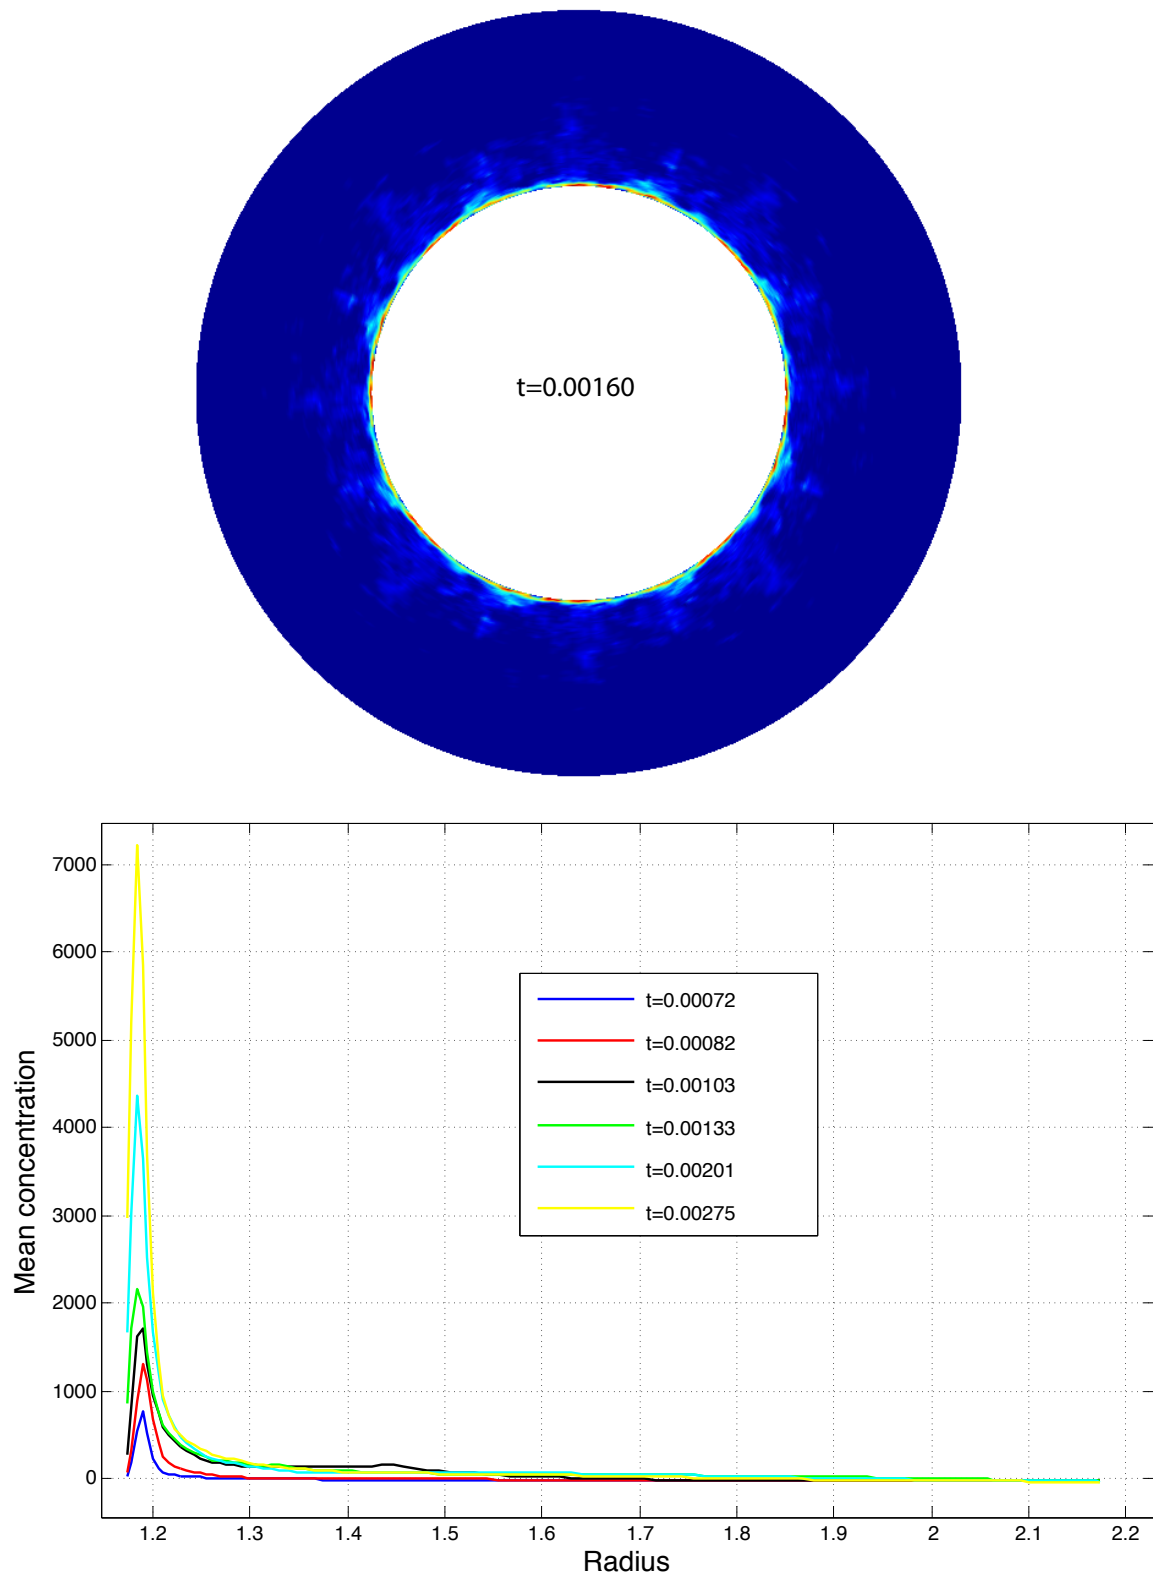 t=0.00160
7000
6000
5000
4000
3000
2000
1000
0
Mean concentration
t=0.00072
t=0.00082
t=0.00103
t=0.00133
t=0.00201
t=0.00275
1.2 1.3 1.4 1.5 1.6 1.7 1.8 1.9 2 2.1 2.2
Radius